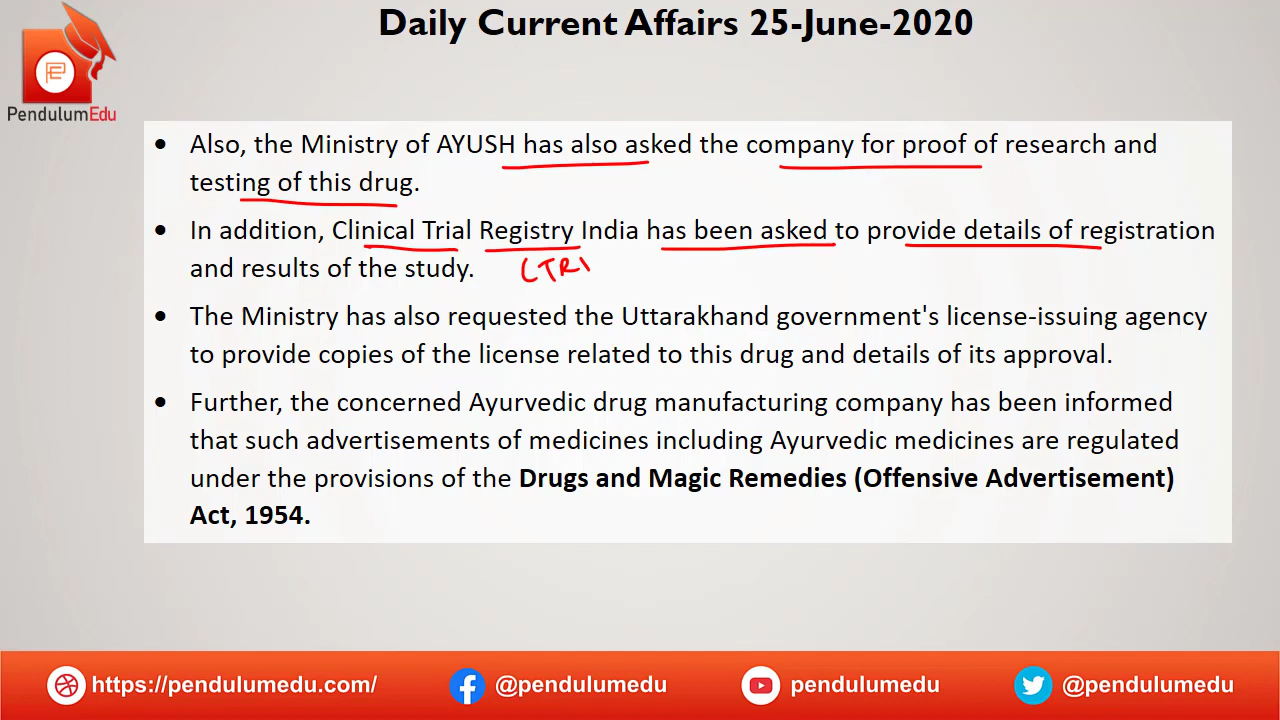 Daily Current Affairs 25-June-2020
PendulumEdu
• Also, the Ministry of AYUSH has also asked the company for proof of research and
testing of this drug.
• In addition, Clinical Trial Registry India has been asked to provide details of registration
and results of the study.
CTRI
• The Ministry has also requested the Uttarakhand government's license-issuing agency
to provide copies of the license related to this drug and details of its approval.
• Further, the concerned Ayurvedic drug manufacturing company has been informed
that such advertisements of medicines including Ayurvedic medicines are regulated
under the provisions of the Drugs and Magic Remedies (Offensive Advertisement)
Act, 1954.
https://pendulumedu.com/ @pendulumedu pendulumedu @pendulumedu